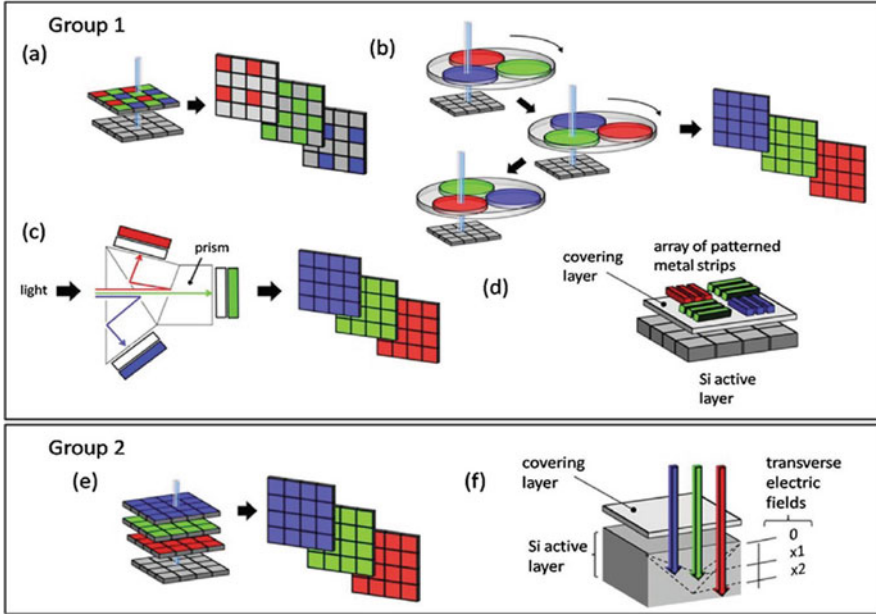 Group 1
(a)
(b)
(c)
prism
light
(d)
covering
layer
array of patterned
metal strips
Si active
layer
Group 2
(e)
(f)
covering
layer
Si active
layer
transverse
electric
fields
0
x1
x2